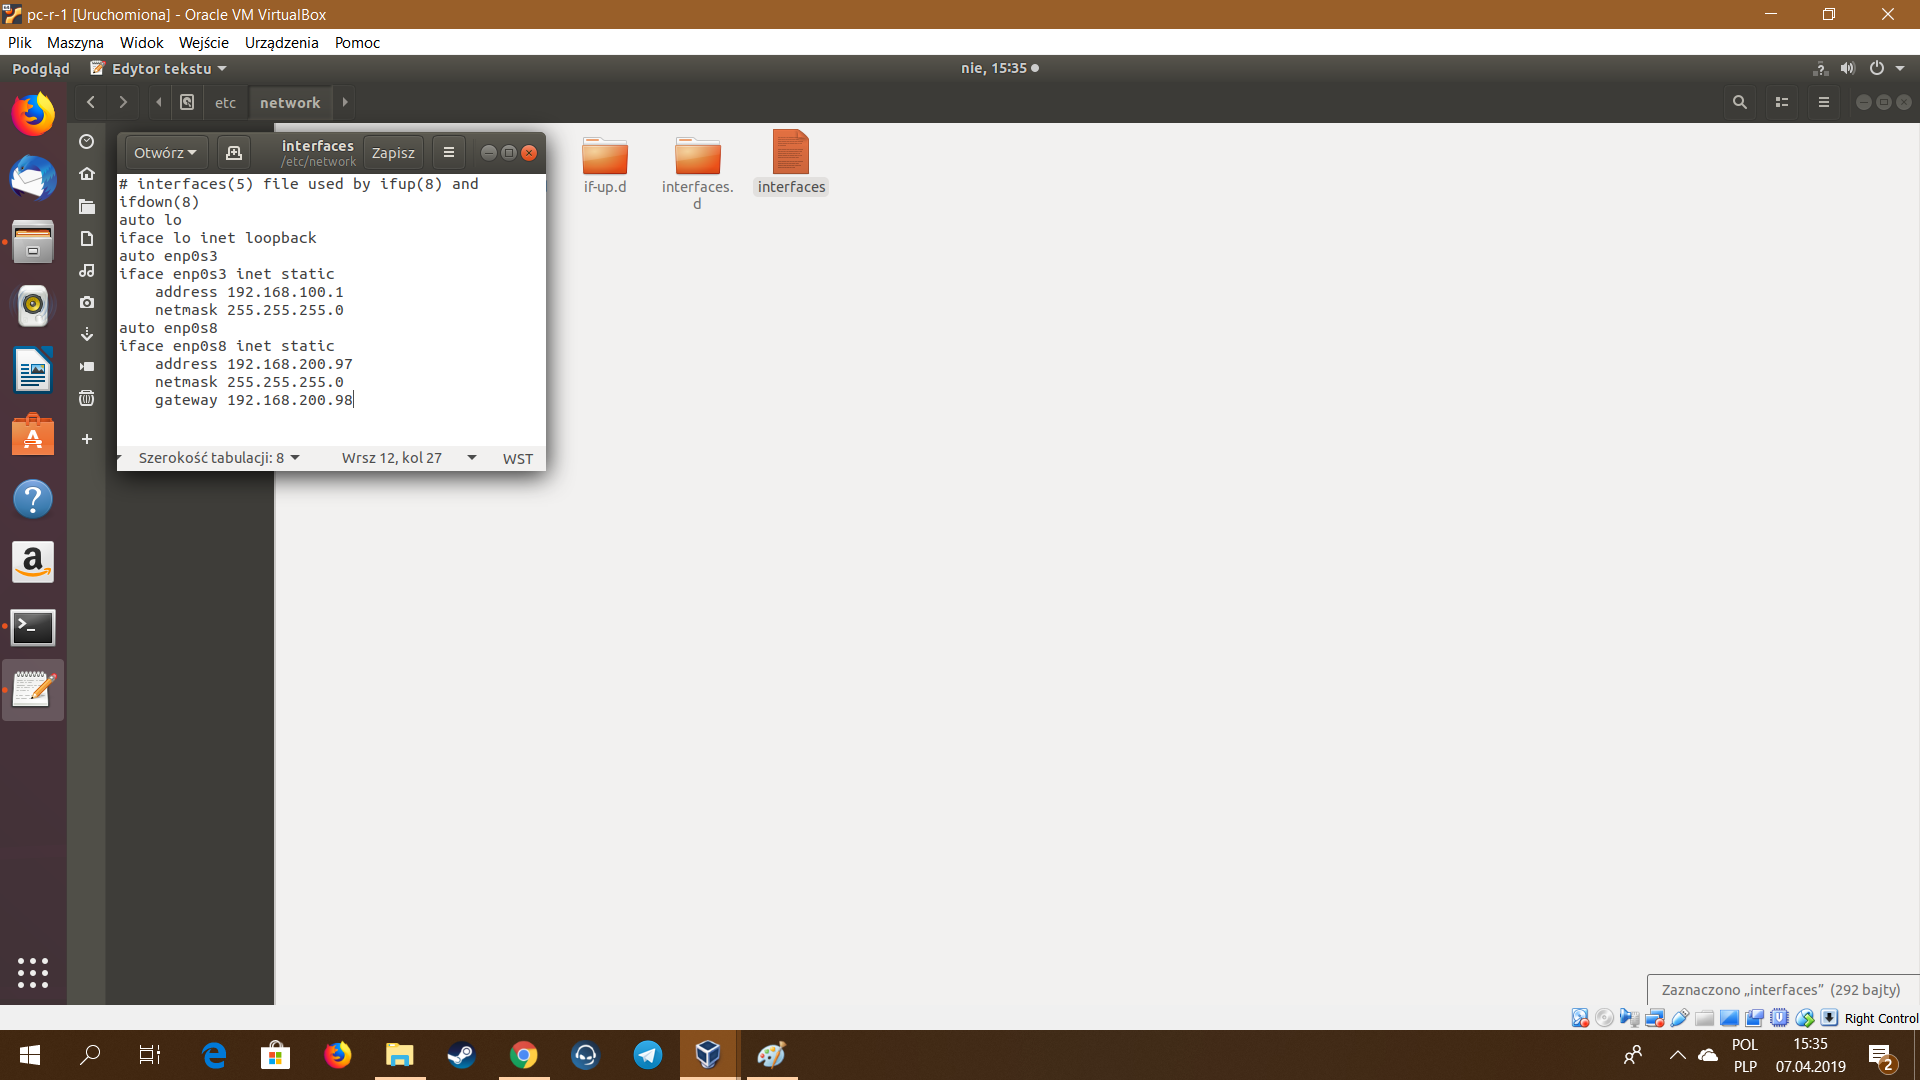 pc-r-1 [Uruchomiona] - Oracle VM VirtualBox
Plik Maszyna Widok Wejście Urządzenia Pomoc
Podgląd Edytor tekstu nie, 15:35
etc network
Otwórz interfaces Zapisz
/etc/network
# interfaces(5) file used by ifup(8) and
ifdown(8)
auto lo
iface lo inet loopback
auto enp0s3
iface enp0s3 inet static
address 192.168.100.1
netmask 255.255.255.0
auto enp0s8
iface enp0s8 inet static
address 192.168.200.97
netmask 255.255.255.0
gateway 192.168.200.98
Szerokość tabulacji: 8 Wrsz 12, kol 27 WST
if-up.d
interfaces.
d
interfaces
Zaznaczono „interfaces” (292 bajty)
Right Control
POL
PLP
15:35
07.04.2019
2